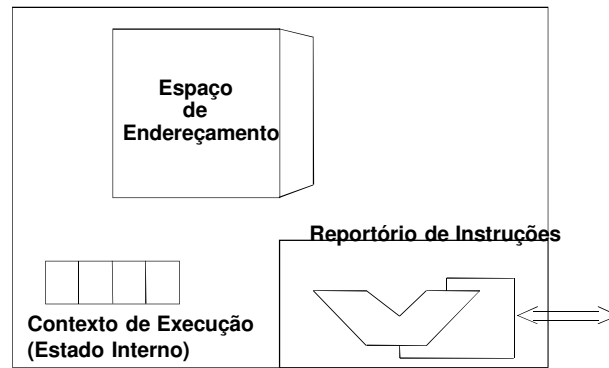 Espaço
de
Endereçamento
Reportório de Instruções
Contexto de Execução
(Estado Interno)